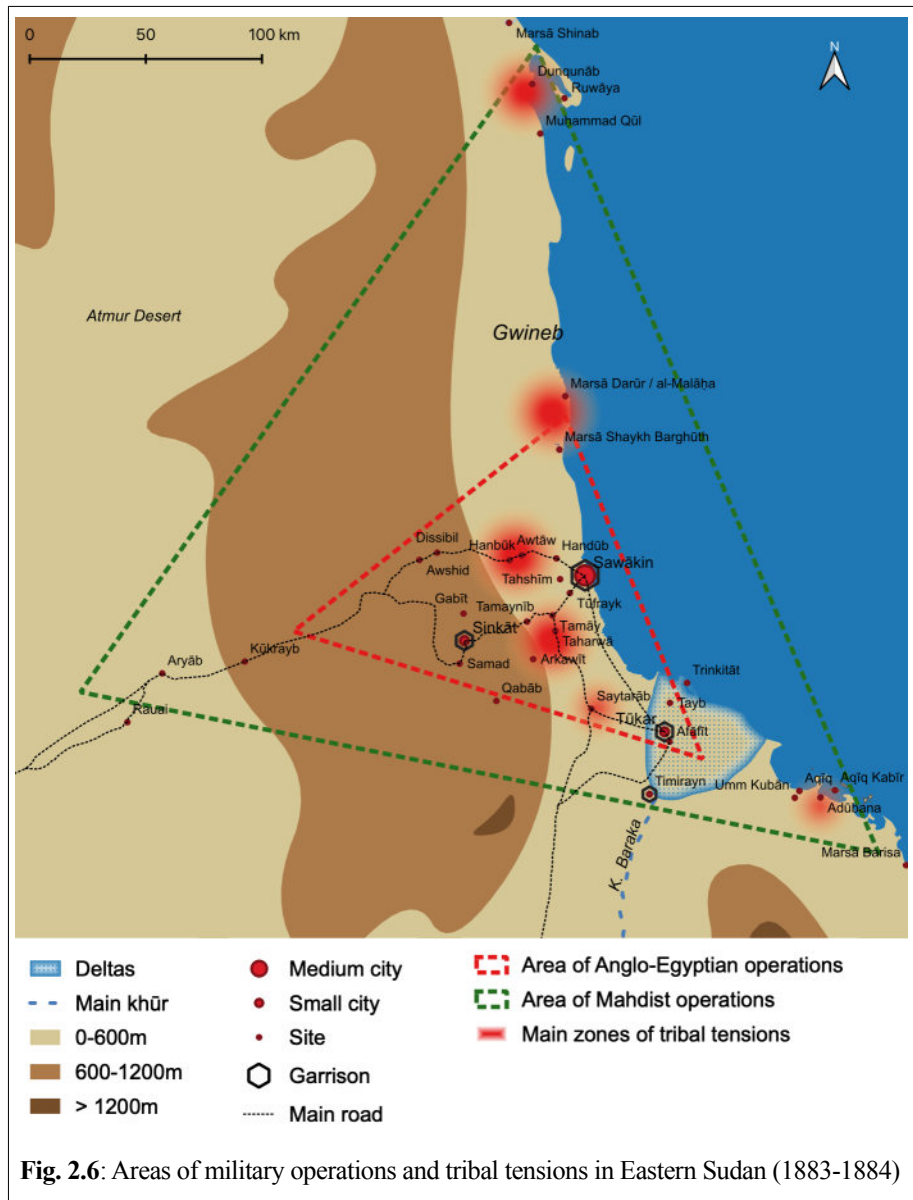 0 50 100 km
Marsā Shinab
N
Dunqunāb
Ruwāya
Muḥammad Qūl
Atmur Desert
Gwineb
Marsā Darūr / al-Malāḥa
Marsā Shaykh Barghūth
Dissibil
Hanbūk
Awtāw
Handūb
Awshid
Sawākin
Tahshīm
Gabīt
Tamaynīb
Tūfrayk
Sinkāt
Tamāy
Taharwā
Kūkrayb
Samad
Arkawīt
Aryāb
Trinkitāt
Qabāb
Saytarāb
Tayb
Rauai
Tūkar
Afāfīt
Timirayn
Umm Kubān
Aqīq
Aqīq Kabīr
Adūbana
K. Baraka
Marsā Barīsa
Deltas
Main khūr
0-600m
600-1200m
> 1200m
Medium city
Small city
Site
Garrison
Main road
Area of Anglo-Egyptian operations
Area of Mahdist operations
Main zones of tribal tensions
Fig. 2.6: Areas of military operations and tribal tensions in Eastern Sudan (1883-1884)